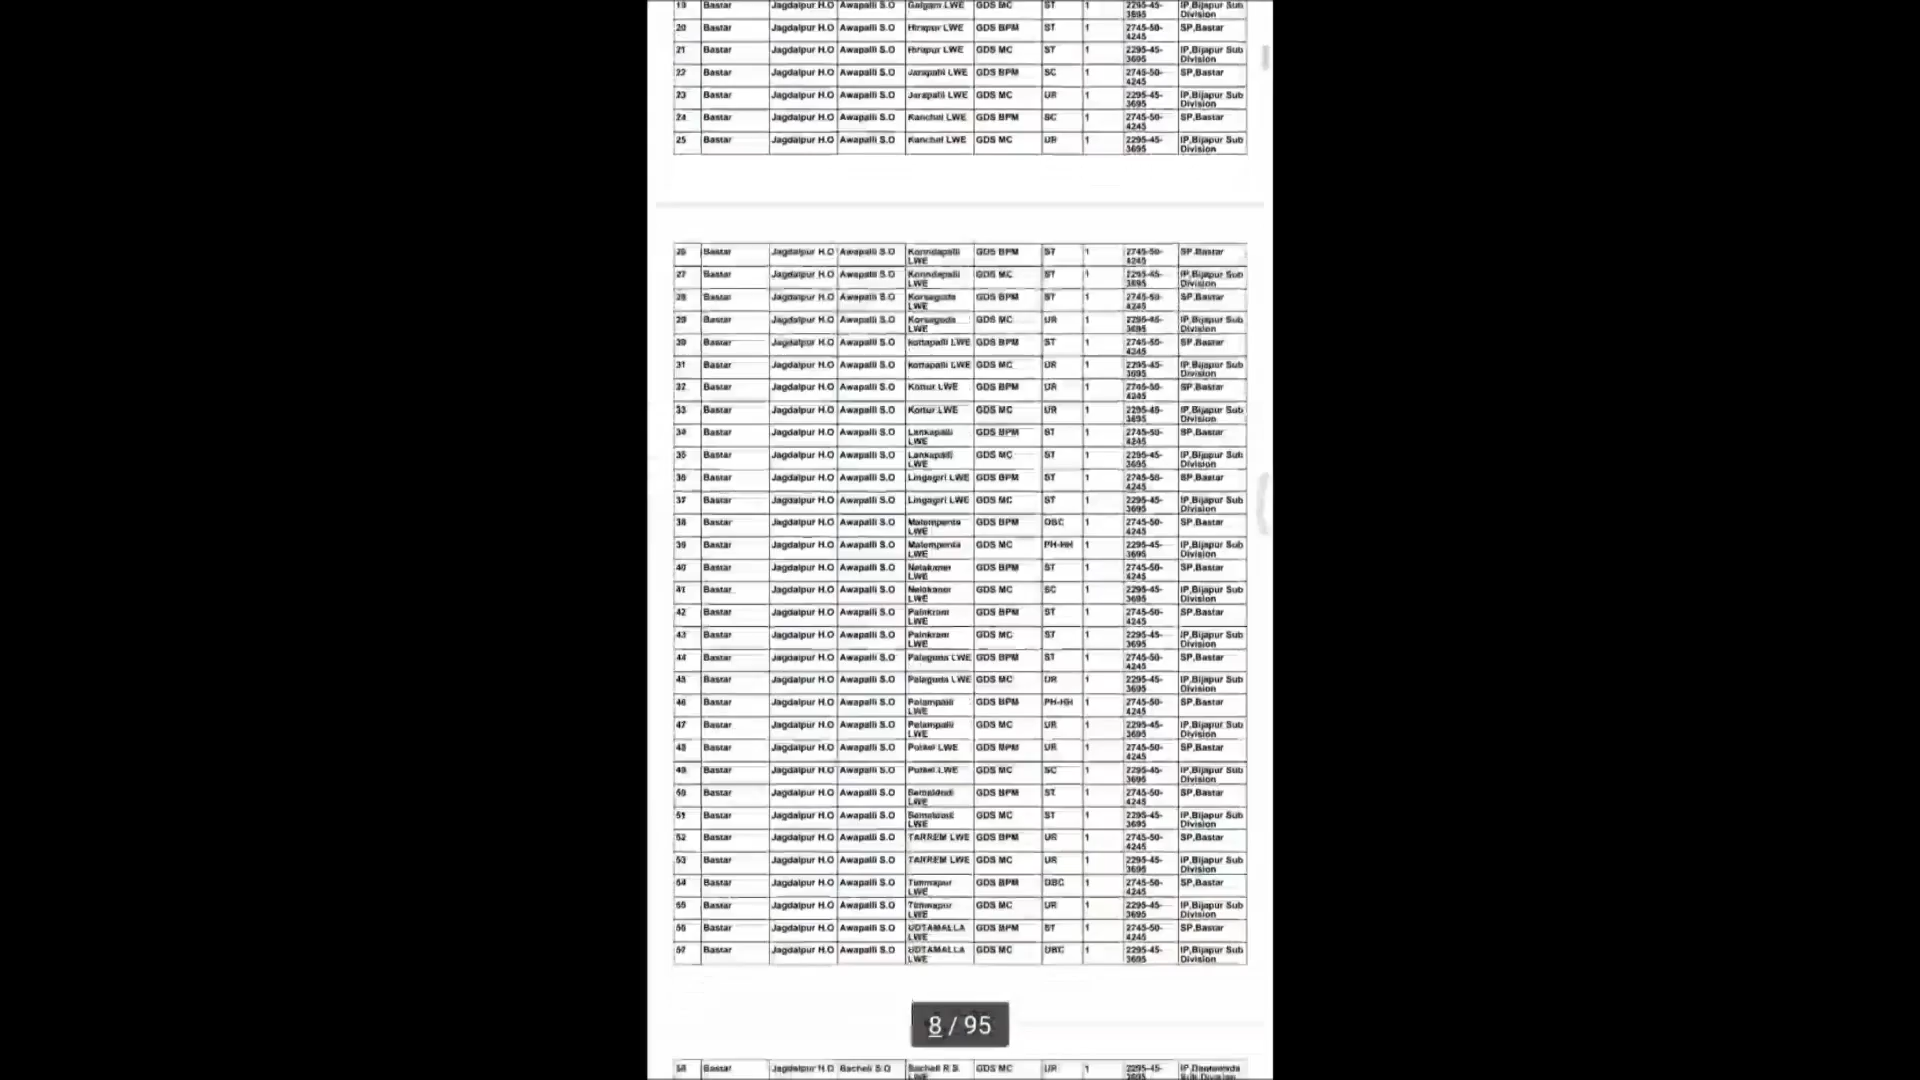 19 Bastar Jagdalpur H.O Awapalli S.O Galgam LWE GDS MC ST 1 2295-45- IP,Bijapur Sub
3695 Division
20 Bastar Jagdalpur H.O Awapalli S.O Hirapur LWE GDS BPM ST 1 2745-50- SP,Bastar
4245
21 Bastar Jagdalpur H.O Awapalli S.O Hirapur LWE GDS MC ST 1 2295-45- IP,Bijapur Sub
3695 Division
22 Bastar Jagdalpur H.O Awapalli S.O Jarapalli LWE GDS BPM SC 1 2745-50- SP,Bastar
4245
23 Bastar Jagdalpur H.O Awapalli S.O Jarapalli LWE GDS MC UR 1 2295-45- IP,Bijapur Sub
3695 Division
24 Bastar Jagdalpur H.O Awapalli S.O Kanchal LWE GDS BPM SC 1 2745-50- SP,Bastar
4245
25 Bastar Jagdalpur H.O Awapalli S.O Kanchal LWE GDS MC UR 1 2295-45- IP,Bijapur Sub
3695 Division
26 Bastar Jagdalpur H.O Awapalli S.O GDS BPM ST 1 2745-50- SP,Bastar
LWE 4245
27 Bastar Jagdalpur H.O Awapalli S.O GDS MC ST 1 2295-45- IP,Bijapur Sub
LWE 3695 Division
28 Bastar Jagdalpur H.O Awapalli S.O Korsaguda GDS BPM ST 1 2745-50- SP,Bastar
LWE 4245
29 Bastar Jagdalpur H.O Awapalli S.O Korsaguda GDS MC UR 1 2295-45- IP,Bijapur Sub
LWE 3695 Division
30 Bastar Jagdalpur H.O Awapalli S.O kottapalli LWE GDS BPM ST 1 2745-50- SP,Bastar
4245
31 Bastar Jagdalpur H.O Awapalli S.O kottapalli LWE GDS MC UR 1 2295-45- IP,Bijapur Sub
3695 Division
32 Bastar Jagdalpur H.O Awapalli S.O Kottur LWE GDS BPM UR 1 2745-50- SP,Bastar
4245
33 Bastar Jagdalpur H.O Awapalli S.O Kottur LWE GDS MC UR 1 2295-45- IP,Bijapur Sub
3695 Division
34 Bastar Jagdalpur H.O Awapalli S.O Lankapalli GDS BPM ST 1 2745-50- SP,Bastar
LWE 4245
35 Bastar Jagdalpur H.O Awapalli S.O Lankapalli GDS MC ST 1 2295-45- IP,Bijapur Sub
LWE 3695 Division
36 Bastar Jagdalpur H.O Awapalli S.O Lingagiri LWE GDS BPM ST 1 2745-50- SP,Bastar
4245
37 Bastar Jagdalpur H.O Awapalli S.O Lingagiri LWE GDS MC ST 1 2295-45- IP,Bijapur Sub
3695 Division
38 Bastar Jagdalpur H.O Awapalli S.O Malempenta GDS BPM OBC 1 2745-50- SP,Bastar
LWE 4245
39 Bastar Jagdalpur H.O Awapalli S.O Malempenta GDS MC PH-HH 1 2295-45- IP,Bijapur Sub
LWE 3695 Division
40 Bastar Jagdalpur H.O Awapalli S.O Nelakaner GDS BPM ST 1 2745-50- SP,Bastar
LWE 4245
41 Bastar Jagdalpur H.O Awapalli S.O Nelakaner GDS MC SC 1 2295-45- IP,Bijapur Sub
LWE 3695 Division
42 Bastar Jagdalpur H.O Awapalli S.O Painkram GDS BPM ST 1 2745-50- SP,Bastar
LWE 4245
43 Bastar Jagdalpur H.O Awapalli S.O Painkram GDS MC ST 1 2295-45- IP,Bijapur Sub
LWE 3695 Division
44 Bastar Jagdalpur H.O Awapalli S.O Palaguda LWE GDS BPM ST 1 2745-50- SP,Bastar
4245
45 Bastar Jagdalpur H.O Awapalli S.O Palaguda LWE GDS MC UR 1 2295-45- IP,Bijapur Sub
3695 Division
46 Bastar Jagdalpur H.O Awapalli S.O Polampalli GDS BPM PH-HH 1 2745-50- SP,Bastar
LWE 4245
47 Bastar Jagdalpur H.O Awapalli S.O Polampalli GDS MC UR 1 2295-45- IP,Bijapur Sub
LWE 3695 Division
48 Bastar Jagdalpur H.O Awapalli S.O LWE GDS BPM UR 1 2745-50- SP,Bastar
4245
49 Bastar Jagdalpur H.O Awapalli S.O LWE GDS MC SC 1 2295-45- IP,Bijapur Sub
3695 Division
50 Bastar Jagdalpur H.O Awapalli S.O GDS BPM ST 1 2745-50- SP,Bastar
LWE 4245
51 Bastar Jagdalpur H.O Awapalli S.O GDS MC ST 1 2295-45- IP,Bijapur Sub
LWE 3695 Division
52 Bastar Jagdalpur H.O Awapalli S.O TARREM LWE GDS BPM UR 1 2745-50- SP,Bastar
4245
53 Bastar Jagdalpur H.O Awapalli S.O TARREM LWE GDS MC UR 1 2295-45- IP,Bijapur Sub
3695 Division
54 Bastar Jagdalpur H.O Awapalli S.O Timmapur GDS BPM OBC 1 2745-50- SP,Bastar
LWE 4245
55 Bastar Jagdalpur H.O Awapalli S.O Timmapur GDS MC UR 1 2295-45- IP,Bijapur Sub
LWE 3695 Division
56 Bastar Jagdalpur H.O Awapalli S.O GDS BPM ST 1 2745-50- SP,Bastar
LWE 4245
57 Bastar Jagdalpur H.O Awapalli S.O GDS MC OBC 1 2295-45- IP,Bijapur Sub
LWE 3695 Division
8 / 95
58 Bastar Jagdalpur H.O Bacheli S.O Bacheli R.S. GDS MC UR 1 2295-45- IP,Dantewada
LWE 3695 Sub Division